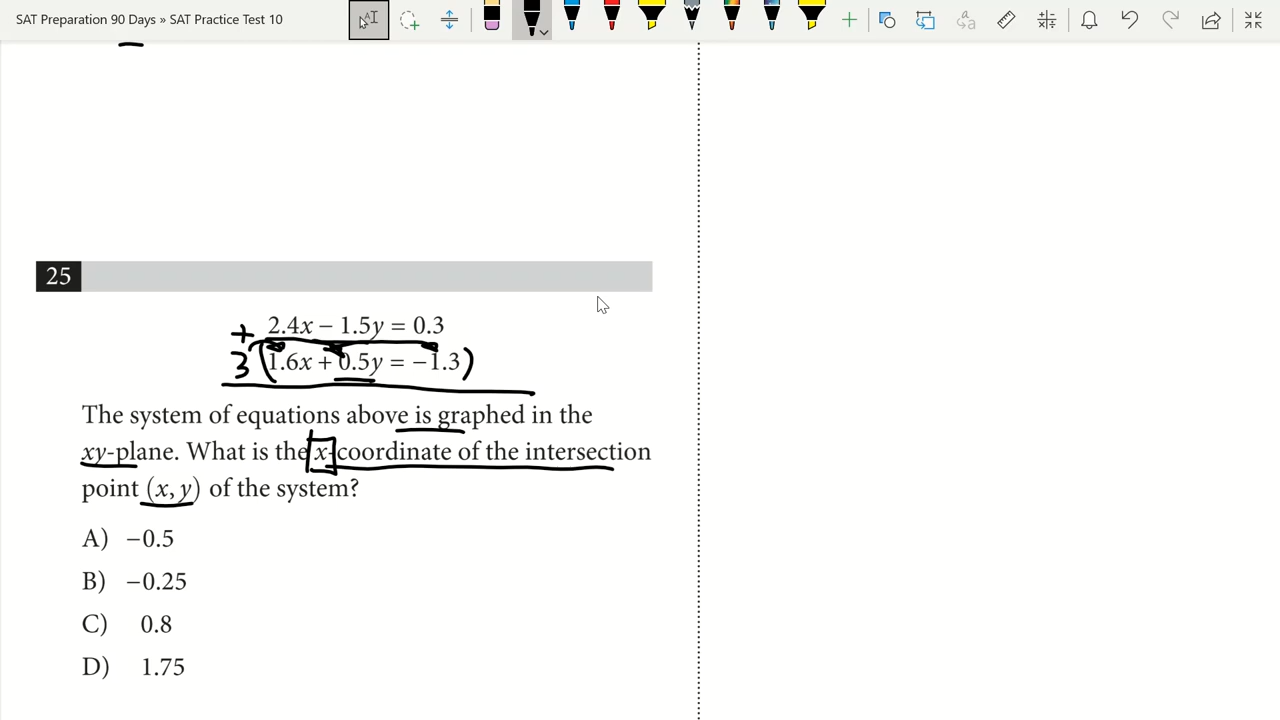 SAT Preparation 90 Days » SAT Practice Test 10
25
+ 2.4x − 1.5y = 0.3
3 (1.6x + 0.5y = −1.3)
The system of equations above is graphed in the
xy-plane. What is the x-coordinate of the intersection
point (x, y) of the system?
A) −0.5
B) −0.25
C) 0.8
D) 1.75